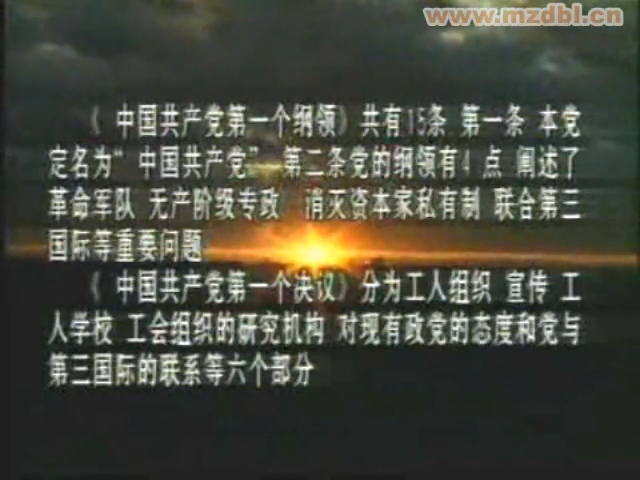 www.mzdbl.cn
《 中国共产党第一个纲领》共有15条 第一条 本党
定名为“ 中国共产党” 第二条党的纲领有4 点 阐述了
革命军队 无产阶级专政 消灭资本家私有制 联合第三
国际等重要问题
《 中国共产党第一个决议》分为工人组织 宣传 工
人学校 工会组织的研究机构 对现有政党的态度和党与
第三国际的联系等六个部分